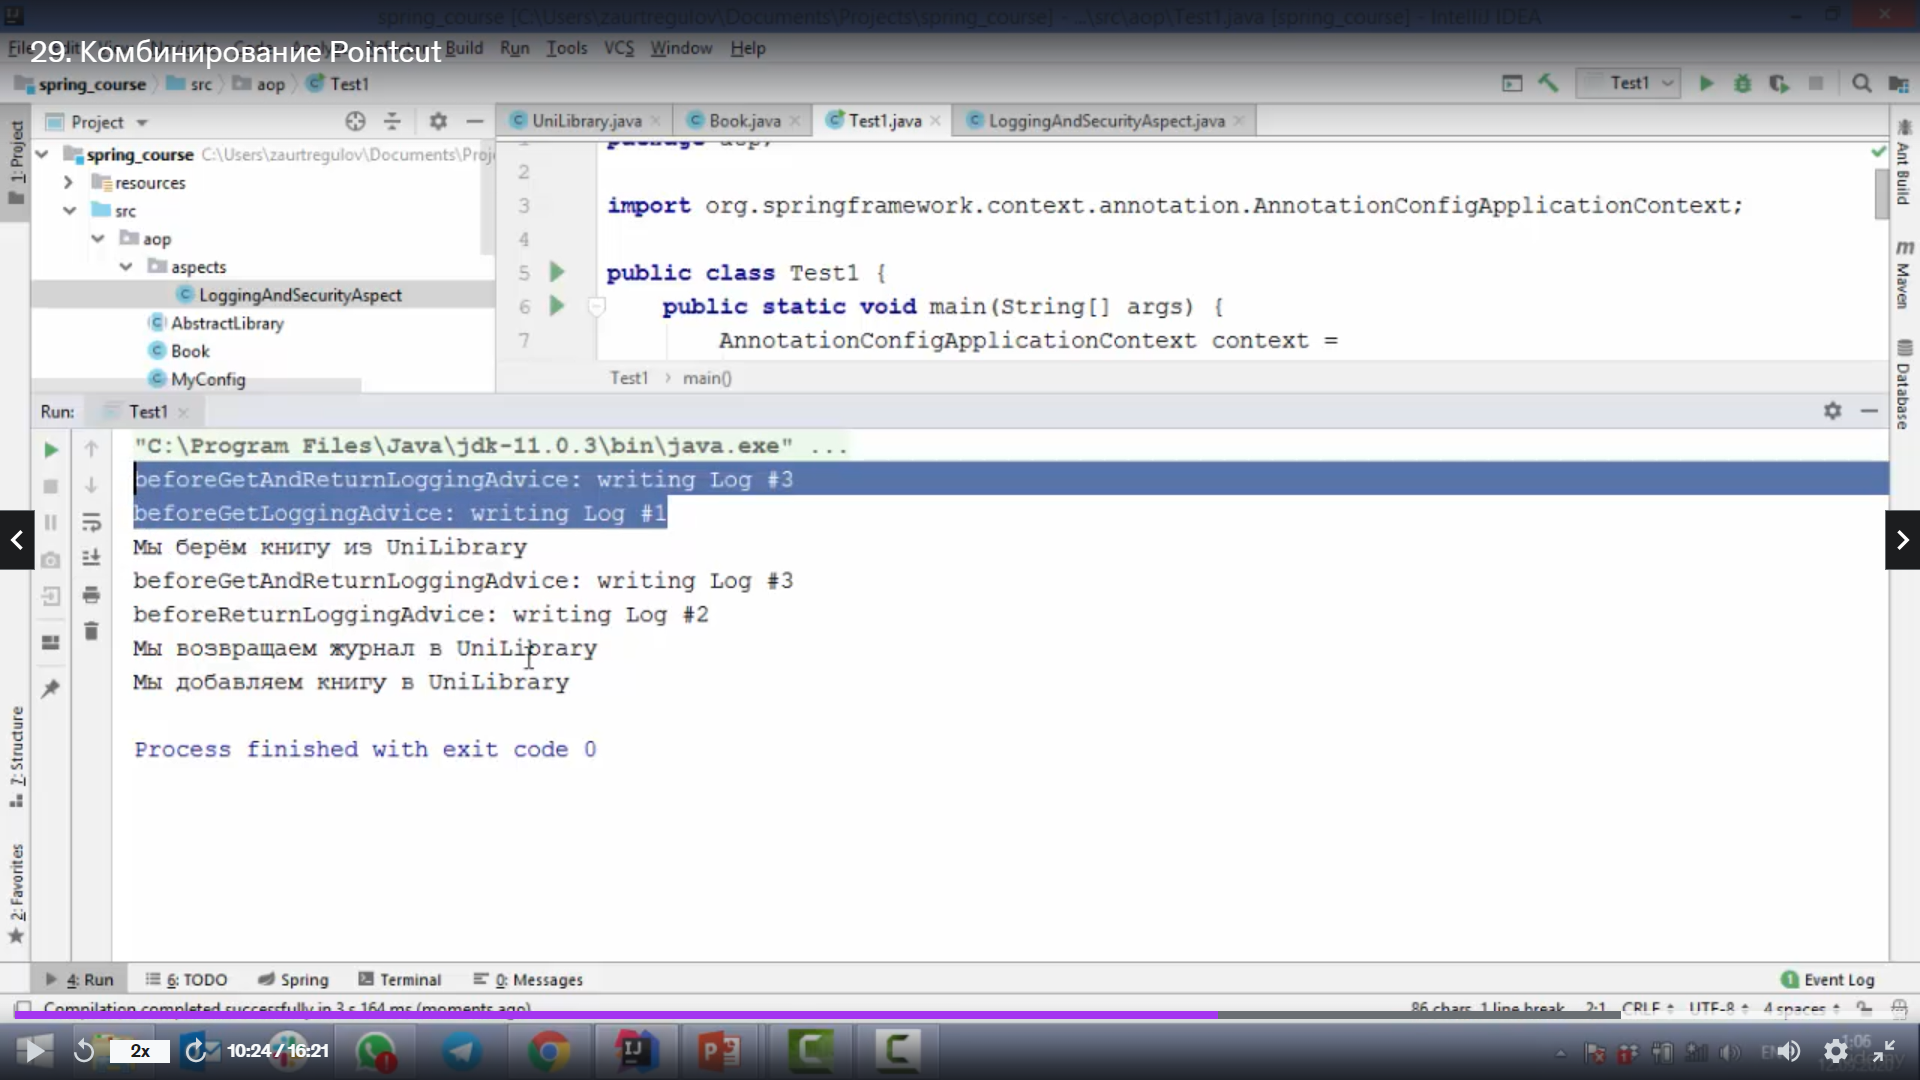 spring_course [C:\Users\zaurtregulov\Documents\Projects\spring_course] - ...\src\aop\Test1.java [spring_course] - IntelliJ IDEA
File Build Run Tools VCS Window Help
29. Комбинирование Pointcut
spring_course src aop Test1
Test1
1: Project
Project
UniLibrary.java Book.java Test1.java LoggingAndSecurityAspect.java
spring_course C:\Users\zaurtregulov\Documents\Proj
resources
src
aop
aspects
LoggingAndSecurityAspect
AbstractLibrary
Book
MyConfig
package aop;
2
3 import org.springframework.context.annotation.AnnotationConfigApplicationContext;
4
5 public class Test1 {
6 public static void main(String[] args) {
7 AnnotationConfigApplicationContext context =
Test1 main()
Ant Build
Maven
Database
Run: Test1
"C:\Program Files\Java\jdk-11.0.3\bin\java.exe" ...
beforeGetAndReturnLoggingAdvice: writing Log #3
beforeGetLoggingAdvice: writing Log #1
Мы берём книгу из UniLibrary
beforeGetAndReturnLoggingAdvice: writing Log #3
beforeReturnLoggingAdvice: writing Log #2
Мы возвращаем журнал в UniLibrary
Мы добавляем книгу в UniLibrary
Process finished with exit code 0
7: Structure
2: Favorites
4: Run 6: TODO Spring Terminal 0: Messages
1 Event Log
Compilation completed successfully in 3 s 164 ms (moments ago)
86 chars, 1 line break 2:1 CRLF UTF-8 4 spaces
2x 10:24 / 16:21